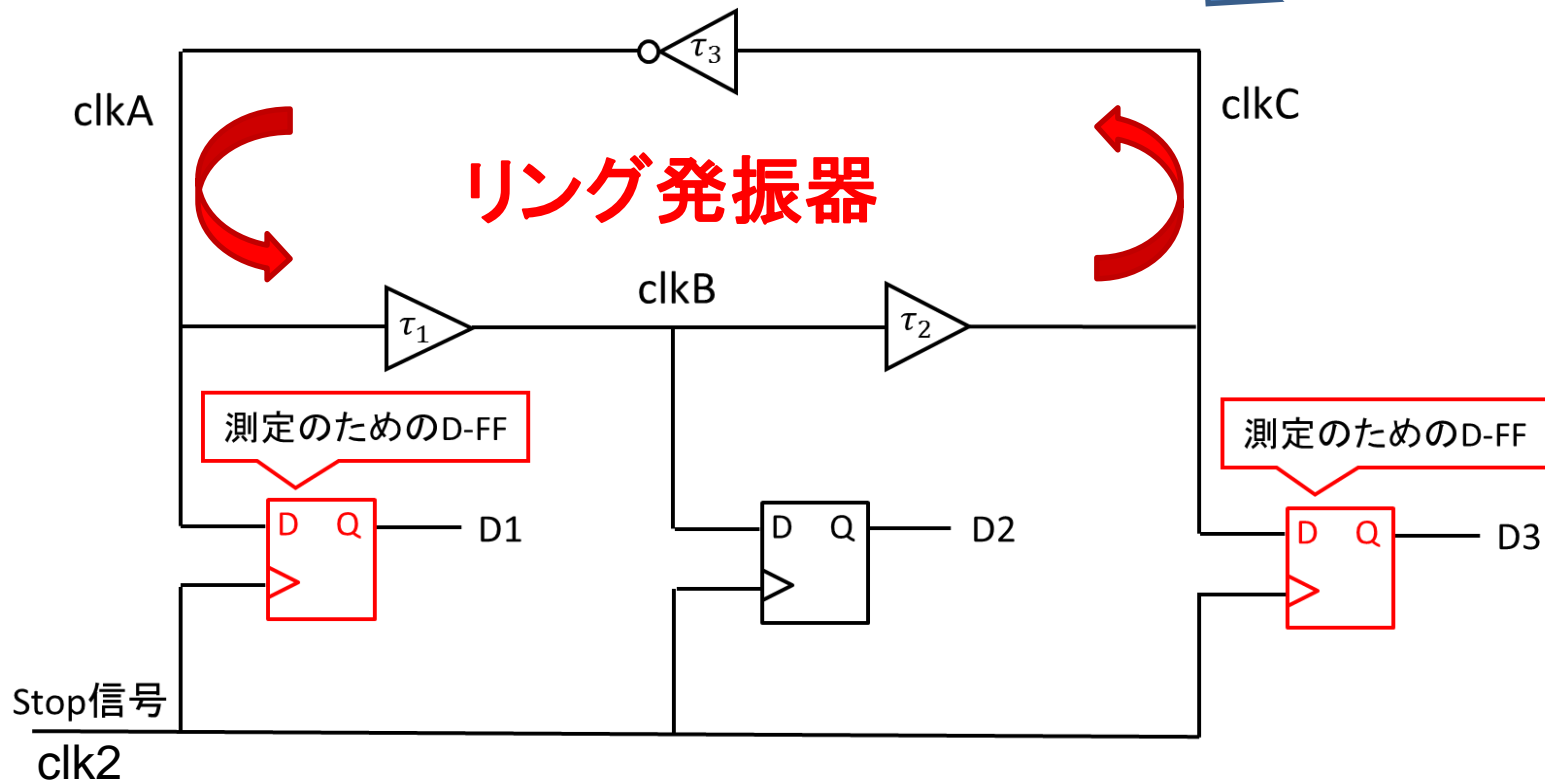 τ3
clkA
clkC
リング発振器
clkB
τ1
τ2
測定のためのD-FF
測定のためのD-FF
D Q
D1
D Q
D2
D Q
D3
Stop信号
clk2